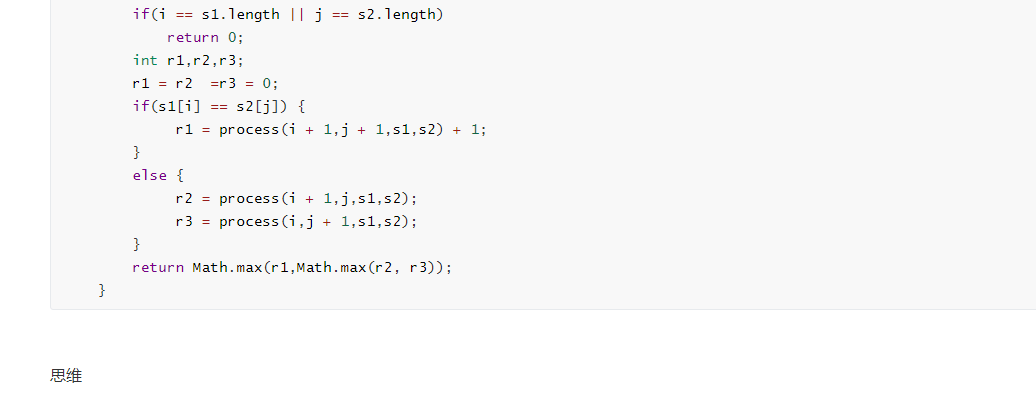 if(i == s1.length || j == s2.length)
return 0;
int r1,r2,r3;
r1 = r2  =r3 = 0;
if(s1[i] == s2[j]) {
r1 = process(i + 1,j + 1,s1,s2) + 1;
}
else {
r2 = process(i + 1,j,s1,s2);
r3 = process(i,j + 1,s1,s2);
}
return Math.max(r1,Math.max(r2, r3));
}
思维